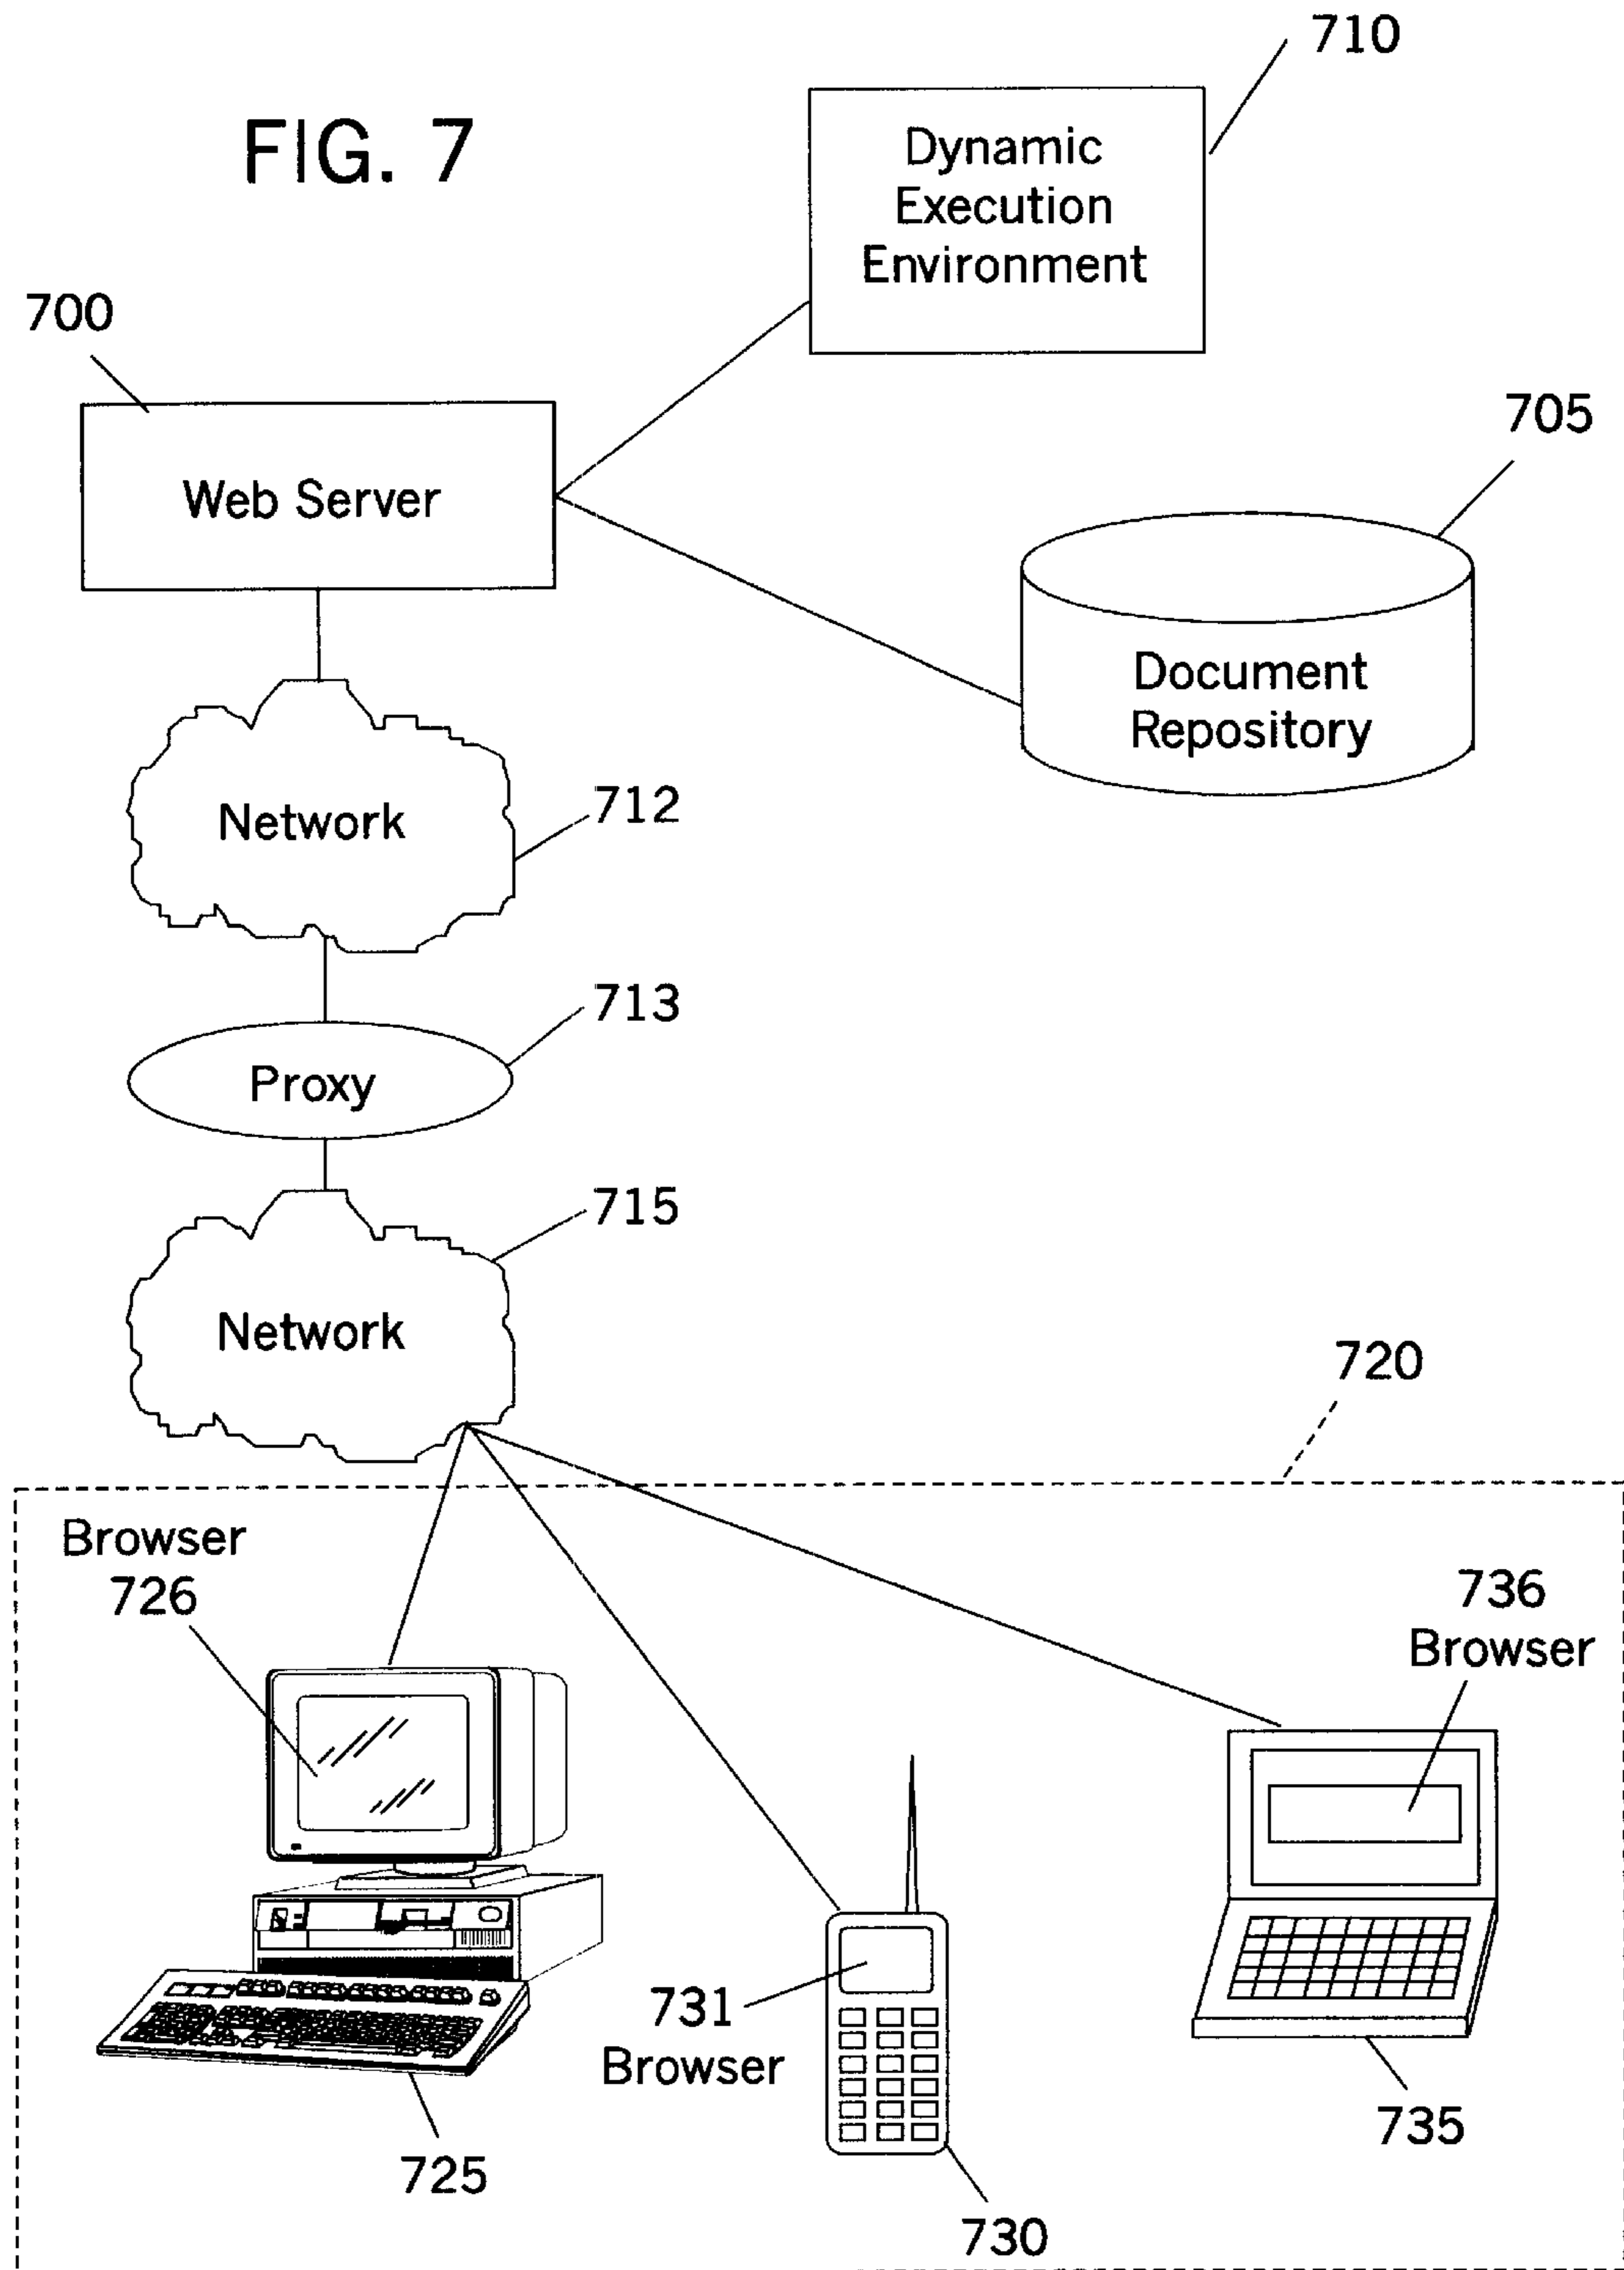 710
FIG. 7
Dynamic
Execution
Environment
700
705
Web Server
Document
Repository
Network
712
713
Proxy
715
Network
720
Browser
726
736
Browser
731
Browser
735
725
730